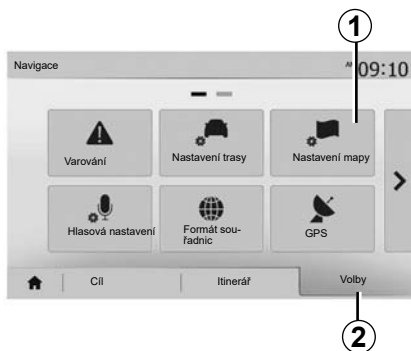 1
Navigace
09:10
Varování
Nastavení trasy
Nastavení mapy
Hlasová nastavení
Formát sou-
řadnic
GPS
Cíl
Itinerář
Volby
2